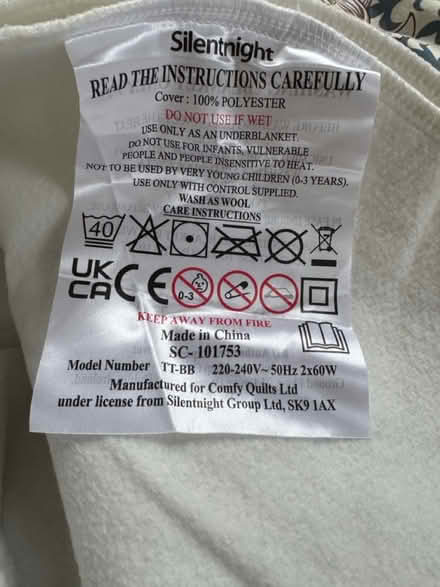 Silentnight
READ THE INSTRUCTIONS CAREFULLY
Cover : 100% POLYESTER
DO NOT USE IF WET
USE ONLY AS AN UNDERBLANKET.
DO NOT USE FOR INFANTS, VULNERABLE
PEOPLE AND PEOPLE INSENSITIVE TO HEAT.
NOT TO BE USED BY VERY YOUNG CHILDREN (0-3 YEARS).
USE ONLY WITH CONTROL SUPPLIED.
WASH AS WOOL
CARE INSTRUCTIONS
40
UK CA CE 0-3
KEEP AWAY FROM FIRE
Made in China
SC- 101753
Model Number TT-BB 220-240V~ 50Hz 2x60W
Manufactured for Comfy Quilts Ltd
under license from Silentnight Group Ltd, SK9 1AX